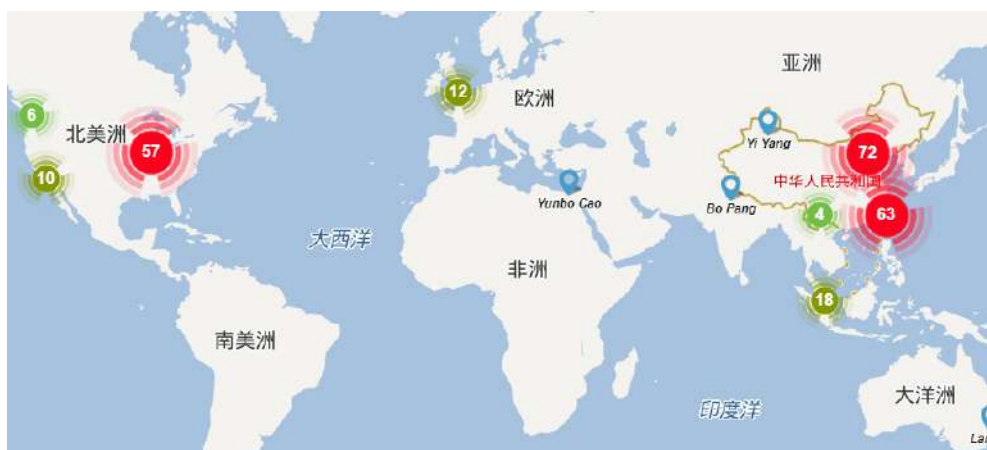 亚洲
12
欧洲
6
北美洲
57
Yi Yang
72
10
Yunbo Cao
中华人民共和国
Bo Pang
4
63
大西洋
非洲
18
南美洲
大洋洲
印度洋
Lar